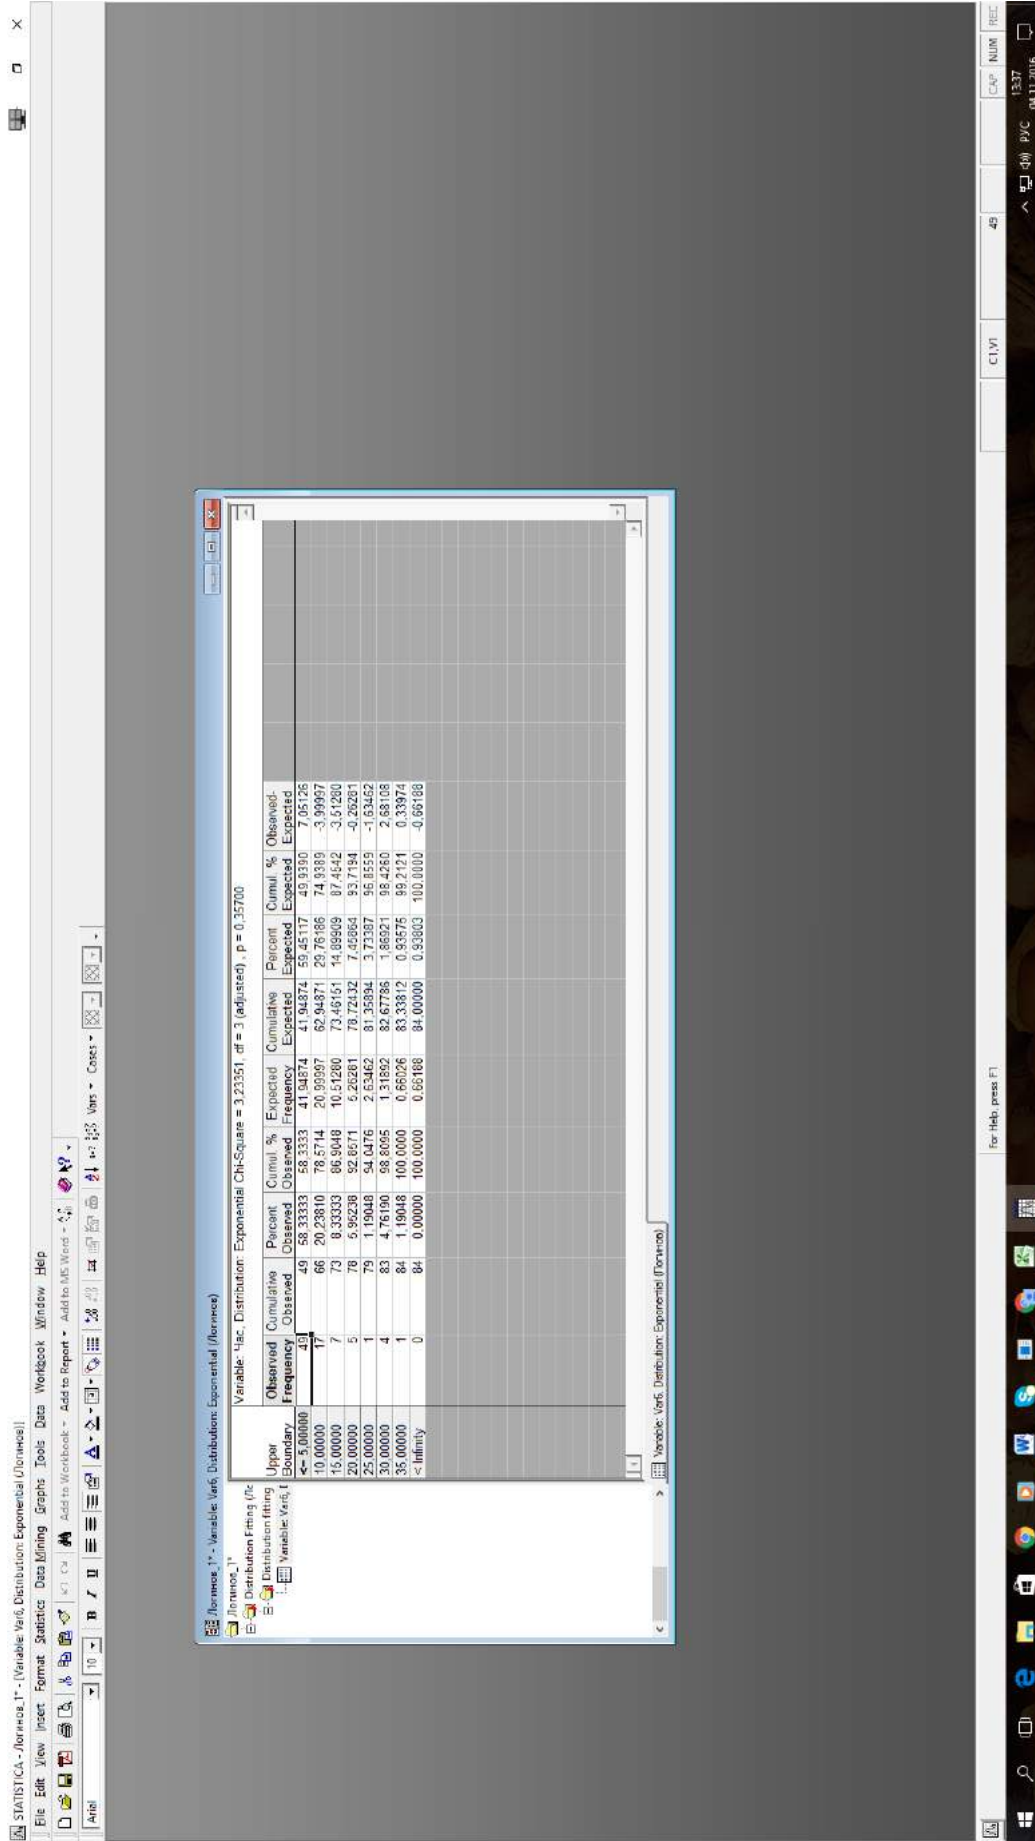 STATISTICA - Логинов_1* - [Variable: Var6, Distribution: Exponential (Логинов)]
File Edit View Insert Format Statistics Data Mining Graphs Tools Data Workbook Window Help
Add to Workbook Add to Report Add to MS Word
Arial 10 B I U A Vars Cases
Логинов_1* - Variable: Var6, Distribution: Exponential (Логинов)
Логинов_1*
Distribution Fitting (Лс
Distribution fitting
Variable: Var6, I
Variable: Час, Distribution: Exponential Chi-Square = 3,23351, df = 3 (adjusted) , p = 0,35700
Upper Boundary Observed Frequency Cumulative Observed Percent Observed Cumul. % Observed Expected Frequency Cumulative Expected Percent Expected Cumul. % Expected Observed- Expected
<= 5,00000 49 49 58,33333 58,3333 41,94874 41,94874 59,45117 49,9390 7,05126
10,00000 17 66 20,23810 78,5714 20,99997 62,94871 29,76186 74,9389 -3,99997
15,00000 7 73 8,33333 86,9048 10,51280 73,46151 14,89909 87,4542 -3,51280
20,00000 5 78 5,95238 92,8571 5,26281 78,72432 7,45864 93,7194 -0,26281
25,00000 1 79 1,19048 94,0476 2,63462 81,35894 3,73387 96,8559 -1,63462
30,00000 4 83 4,76190 98,8095 1,31892 82,67786 1,86921 98,4260 2,68108
35,00000 1 84 1,19048 100,0000 0,66026 83,33812 0,93575 99,2121 0,33974
< Infinity 0 84 0,00000 100,0000 0,66188 84,00000 0,93803 100,0000 -0,66188
Variable: Var6, Distribution: Exponential (Логинов)
For Help, press F1 C1,V1 49 CAP NUM REC
РУС 13:37
04.11.2016